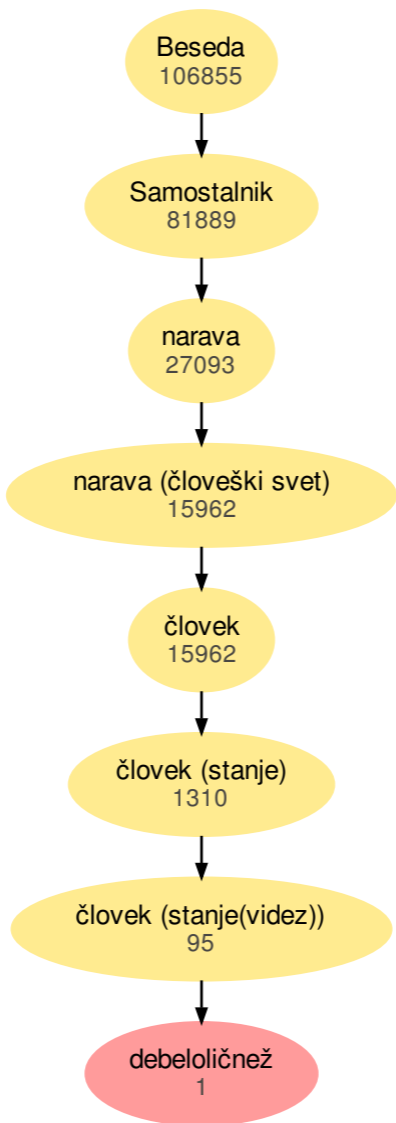 Beseda
106855
Samostalnik
81889
narava
27093
narava (človeški svet)
15962
človek
15962
človek (stanje)
1310
človek (stanje(videz))
95
debeloličnež
1